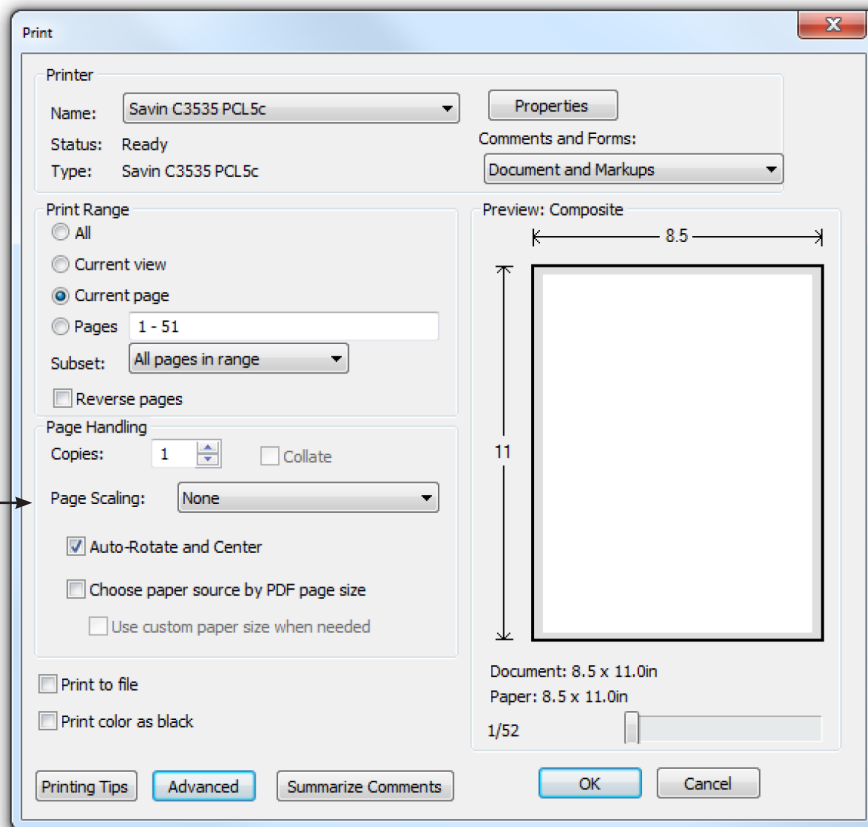 Print
Printer
Name: Savin C3535 PCL5c Properties
Status: Ready Comments and Forms:
Type: Savin C3535 PCL5c Document and Markups
Print Range
All
Current view
Current page
Pages 1 - 51
Subset: All pages in range
Reverse pages
Page Handling
Copies: 1 Collate
Page Scaling: None
Auto-Rotate and Center
Choose paper source by PDF page size
Use custom paper size when needed
Print to file
Print color as black
Preview: Composite
8.5
11
Document: 8.5 x 11.0in
Paper: 8.5 x 11.0in
1/52
Printing Tips Advanced Summarize Comments OK Cancel